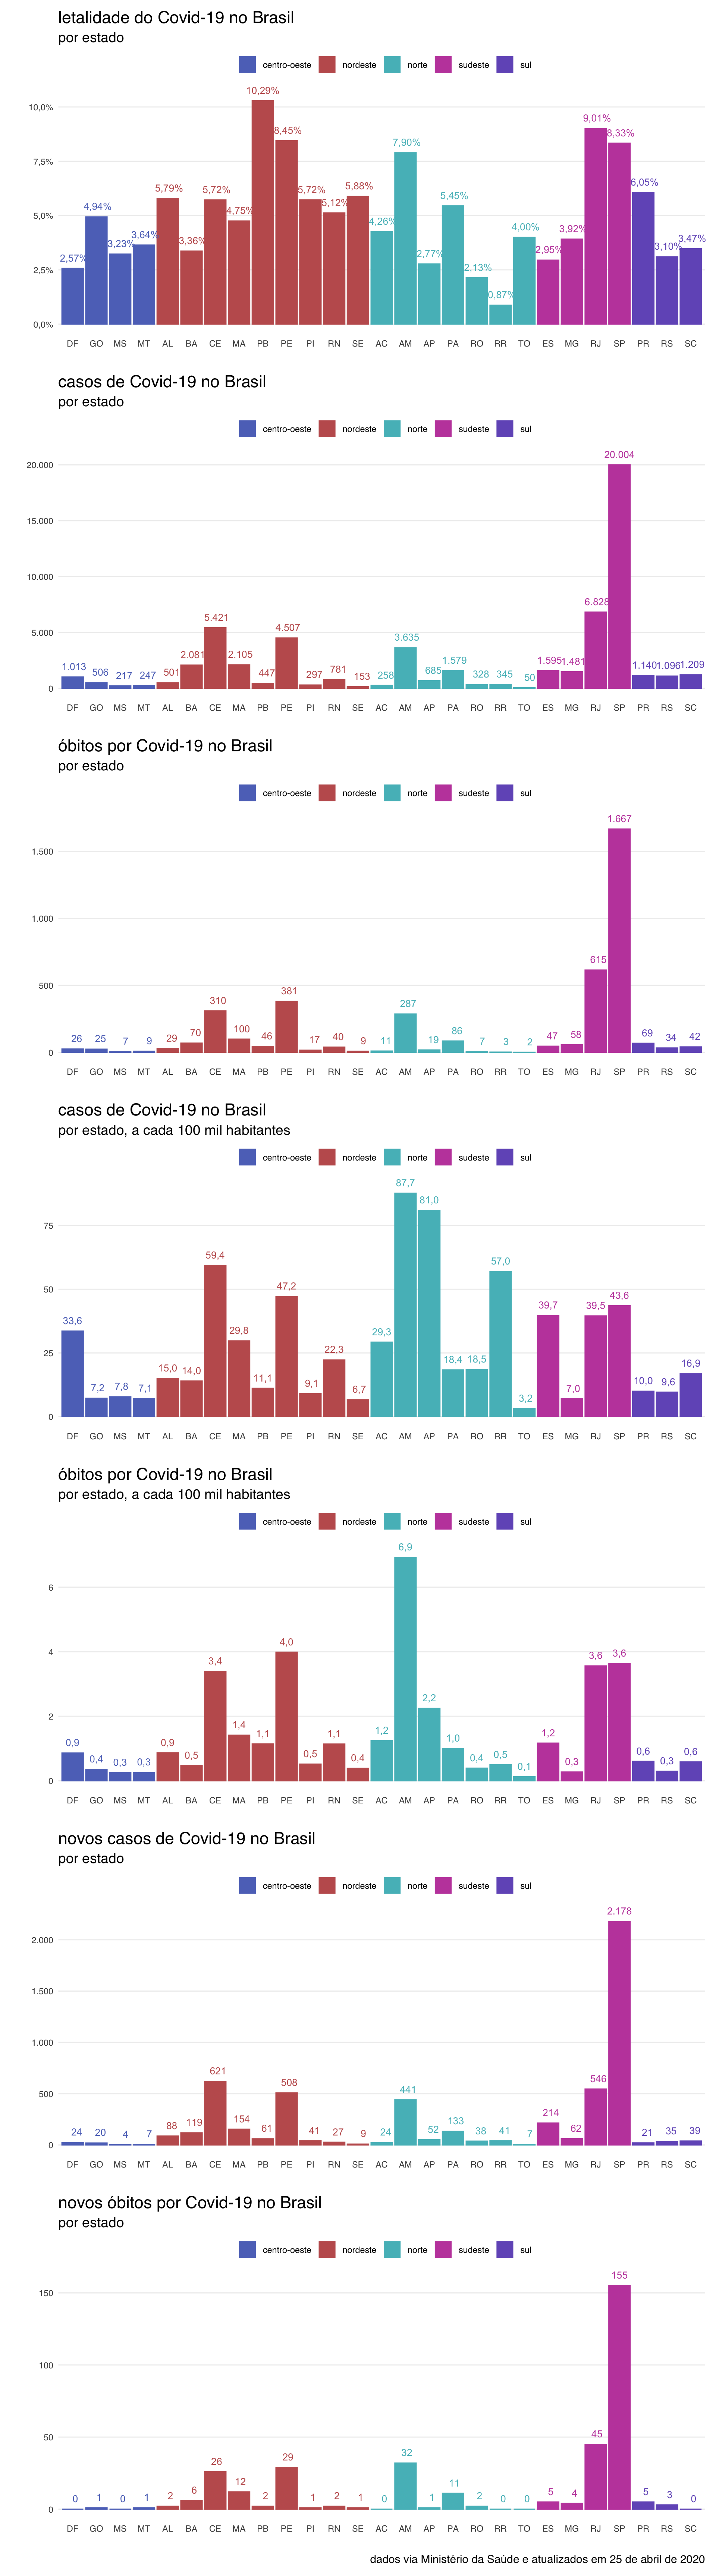 letalidade do Covid-19 no Brasil
por estado
centro-oeste nordeste norte sudeste sul
10,29%
9,01%
8,45% 8,33%
7,90%
6,05%
5,79% 5,72% 5,72% 5,88%
5,45%
4,94% 4,75% 5,12%
4,26% 4,00% 3,92%
3,23% 3,64% 3,36% 3,10% 3,47%
2,57% 2,77% 2,95%
2,13%
0,87%
10,0%
7,5%
5,0%
2,5%
0,0%
DF GO MS MT AL BA CE MA PB PE PI RN SE AC AM AP PA RO RR TO ES MG RJ SP PR RS SC
casos de Covid-19 no Brasil
por estado
centro-oeste nordeste norte sudeste sul
20.000
15.000
10.000
5.000
0
1.013 506 217 247 501 2.081 5.421 2.105 447 4.507 297 781 153 258 3.635 685 1.579 328 345 50 1.595 1.481 6.828 20.004 1.140 1.096 1.209
DF GO MS MT AL BA CE MA PB PE PI RN SE AC AM AP PA RO RR TO ES MG RJ SP PR RS SC
óbitos por Covid-19 no Brasil
por estado
centro-oeste nordeste norte sudeste sul
1.500
1.000
500
0
26 25 7 9 29 70 310 100 46 381 17 40 9 11 287 19 86 7 3 2 47 58 615 1.667 69 34 42
DF GO MS MT AL BA CE MA PB PE PI RN SE AC AM AP PA RO RR TO ES MG RJ SP PR RS SC
casos de Covid-19 no Brasil
por estado, a cada 100 mil habitantes
centro-oeste nordeste norte sudeste sul
75
50
25
0
33,6 7,2 7,8 7,1 15,0 14,0 59,4 29,8 11,1 47,2 9,1 22,3 6,7 29,3 87,7 81,0 18,4 18,5 57,0 3,2 39,7 7,0 39,5 43,6 10,0 9,6 16,9
DF GO MS MT AL BA CE MA PB PE PI RN SE AC AM AP PA RO RR TO ES MG RJ SP PR RS SC
óbitos por Covid-19 no Brasil
por estado, a cada 100 mil habitantes
centro-oeste nordeste norte sudeste sul
6
4
2
0
0,9 0,4 0,3 0,3 0,9 0,5 3,4 1,4 1,1 4,0 0,5 1,1 0,4 1,2 6,9 2,2 1,0 0,4 0,5 0,1 1,2 0,3 3,6 3,6 0,6 0,3 0,6
DF GO MS MT AL BA CE MA PB PE PI RN SE AC AM AP PA RO RR TO ES MG RJ SP PR RS SC
novos casos de Covid-19 no Brasil
por estado
centro-oeste nordeste norte sudeste sul
2.000
1.500
1.000
500
0
24 20 4 7 88 119 621 154 61 508 41 27 9 24 441 52 133 38 41 7 214 62 546 2.178 21 35 39
DF GO MS MT AL BA CE MA PB PE PI RN SE AC AM AP PA RO RR TO ES MG RJ SP PR RS SC
novos óbitos por Covid-19 no Brasil
por estado
centro-oeste nordeste norte sudeste sul
150
100
50
0
0 1 0 1 2 6 26 12 2 29 1 2 1 0 32 1 11 2 0 0 5 4 45 155 5 3 0
DF GO MS MT AL BA CE MA PB PE PI RN SE AC AM AP PA RO RR TO ES MG RJ SP PR RS SC
dados via Ministério da Saúde e atualizados em 25 de abril de 2020